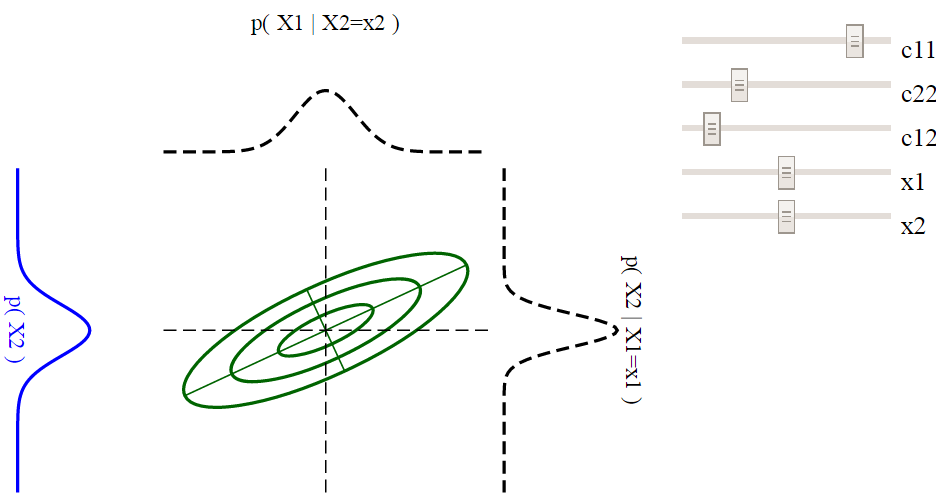 p( X1 | X2=x2 )
c11
c22
c12
x1
x2
p( X2 )
p( X2 | X1=x1 )